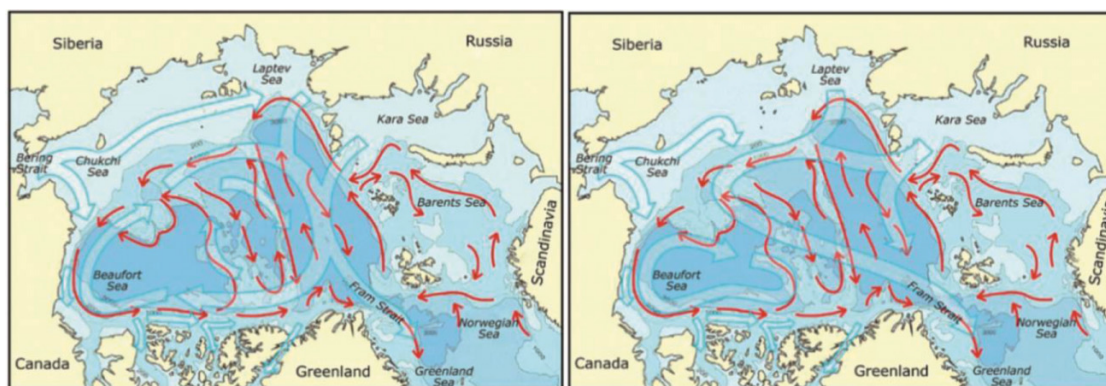 Siberia
Russia
Laptev
Sea
Kara Sea
Bering
Strait
Chukchi
Sea
Barents Sea
Scandinavia
Beaufort
Sea
Fram Strait
Norwegian
Sea
Canada
Greenland
Greenland
Sea
Siberia
Russia
Laptev
Sea
Kara Sea
Bering
Strait
Chukchi
Sea
Barents Sea
Scandinavia
Beaufort
Sea
Fram Strait
Norwegian
Sea
Canada
Greenland
Greenland
Sea